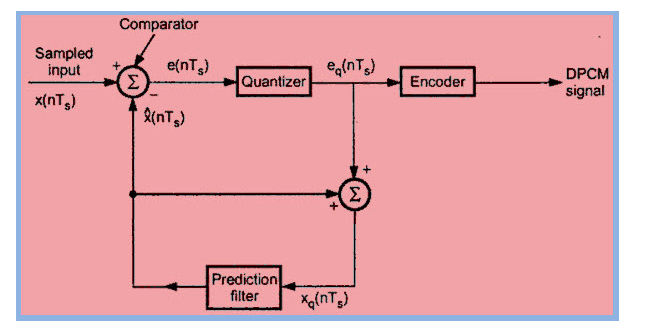 Comparator
Sampled
input
x(nTs)
+
Σ
−
e(nTs)
x̂(nTs)
Quantizer
eq(nTs)
Encoder
DPCM
signal
+
+
Σ
Prediction
filter
xq(nTs)